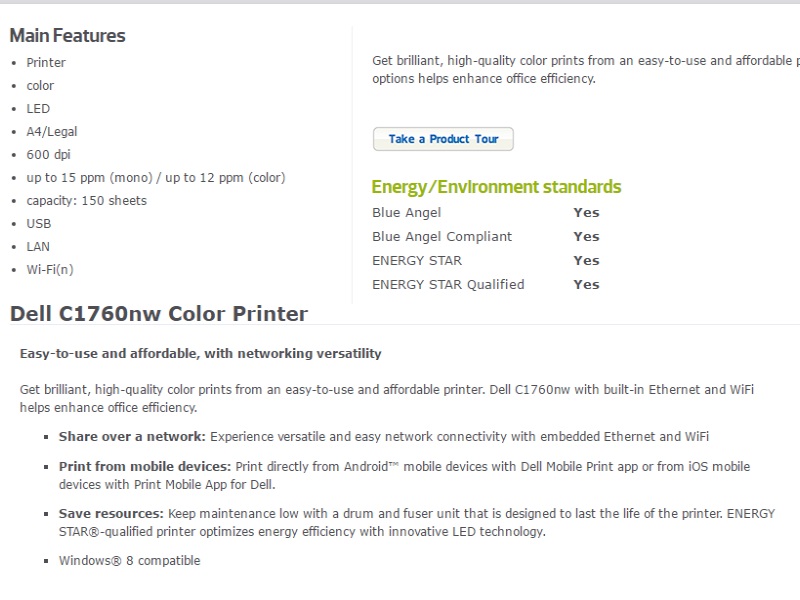 Main Features
• Printer
• color
• LED
• A4/Legal
• 600 dpi
• up to 15 ppm (mono) / up to 12 ppm (color)
• capacity: 150 sheets
• USB
• LAN
• Wi-Fi(n)
Get brilliant, high-quality color prints from an easy-to-use and affordable
options helps enhance office efficiency.
Take a Product Tour
Energy/Environment standards
Blue Angel Yes
Blue Angel Compliant Yes
ENERGY STAR Yes
ENERGY STAR Qualified Yes
Dell C1760nw Color Printer
Easy-to-use and affordable, with networking versatility
Get brilliant, high-quality color prints from an easy-to-use and affordable printer. Dell C1760nw with built-in Ethernet and WiFi
helps enhance office efficiency.
▪ Share over a network: Experience versatile and easy network connectivity with embedded Ethernet and WiFi
▪ Print from mobile devices: Print directly from Android™ mobile devices with Dell Mobile Print app or from iOS mobile
devices with Print Mobile App for Dell.
▪ Save resources: Keep maintenance low with a drum and fuser unit that is designed to last the life of the printer. ENERGY
STAR®-qualified printer optimizes energy efficiency with innovative LED technology.
▪ Windows® 8 compatible